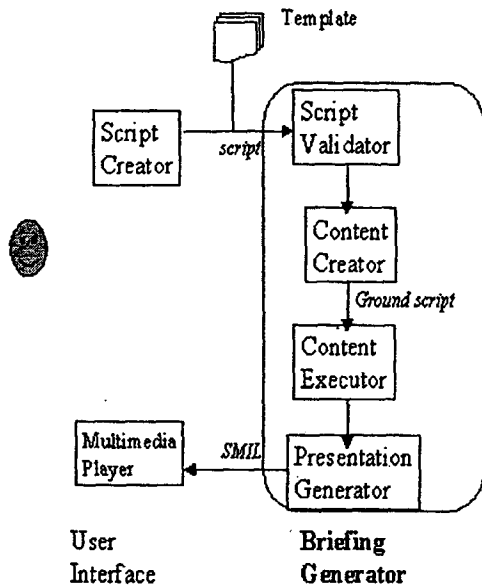 Template
Script
Creator
script
Script
Validator
Content
Creator
Ground script
Content
Executor
Multimedia
Player
SMIL
Presentation
Generator
User
Interface
Briefing
Generator